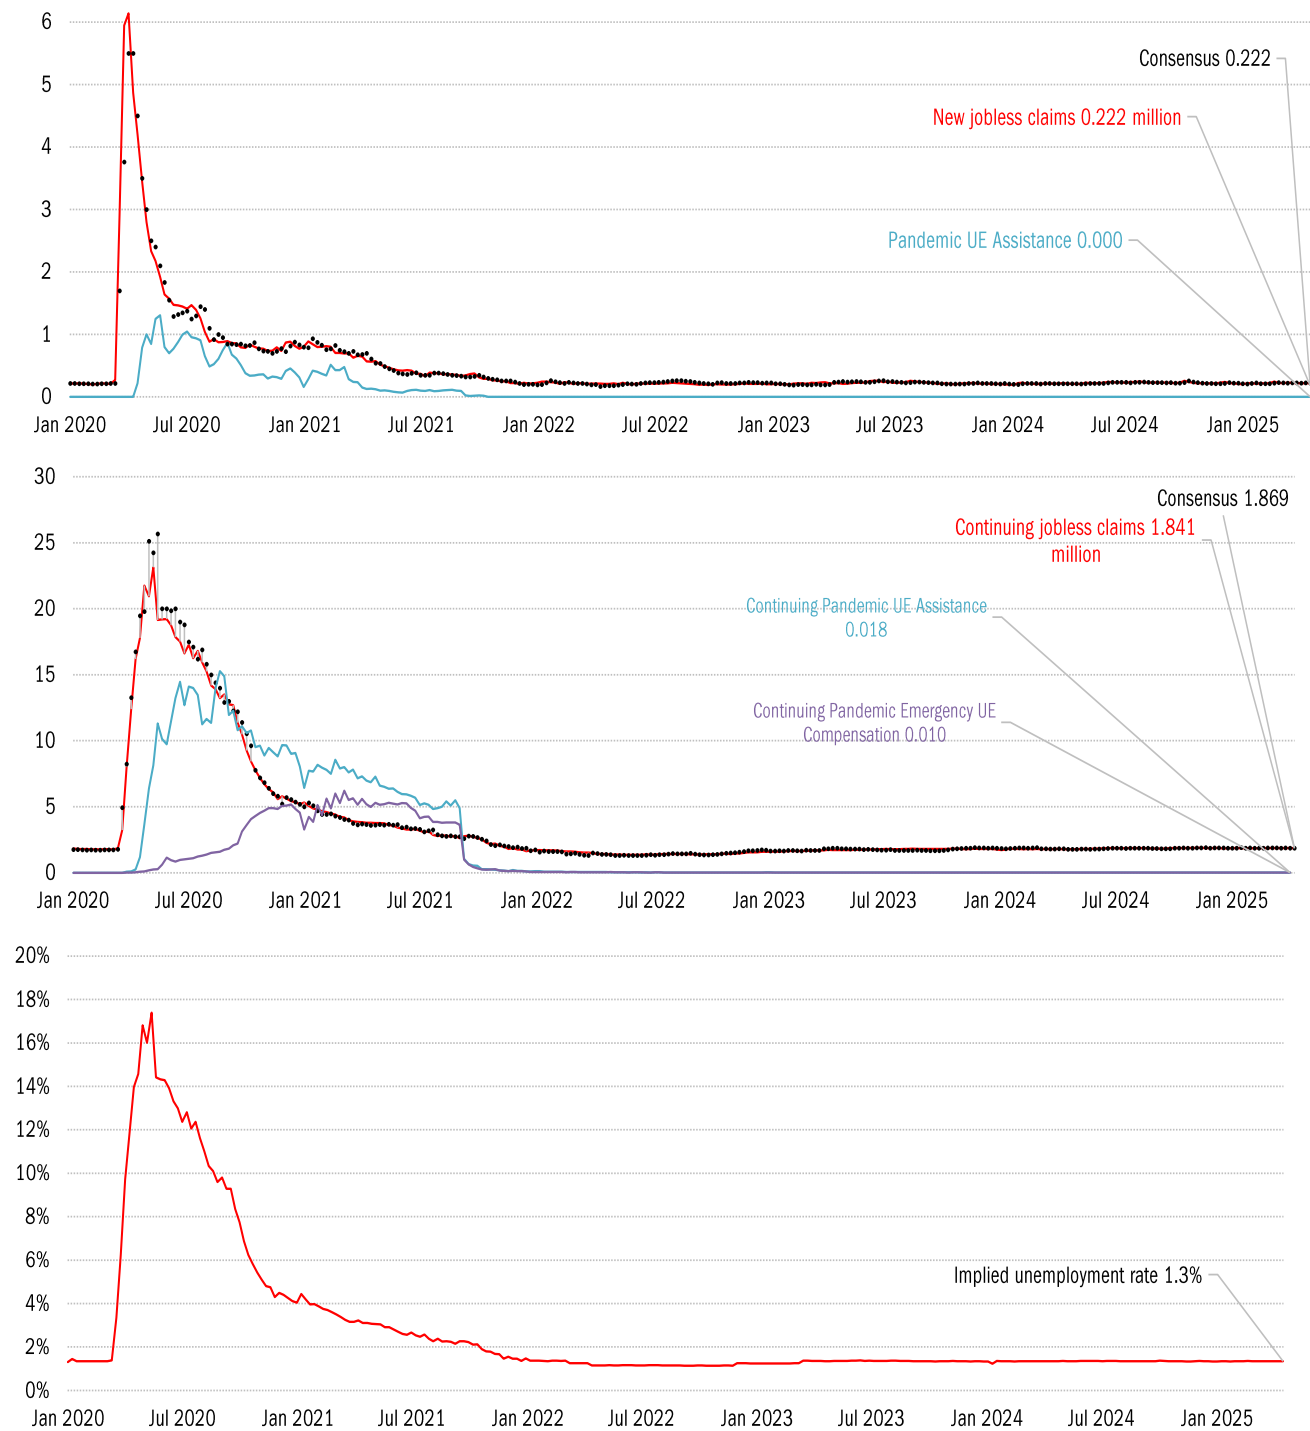 6
Consensus 0.222
5
New jobless claims 0.222 million
4
3
Pandemic UE Assistance 0.000
2
1
0
Jan 2020 Jul 2020 Jan 2021 Jul 2021 Jan 2022 Jul 2022 Jan 2023 Jul 2023 Jan 2024 Jul 2024 Jan 2025
30
Consensus 1.869
Continuing jobless claims 1.841
million
25
20
Continuing Pandemic UE Assistance
0.018
15
Continuing Pandemic Emergency UE
Compensation 0.010
10
5
0
Jan 2020 Jul 2020 Jan 2021 Jul 2021 Jan 2022 Jul 2022 Jan 2023 Jul 2023 Jan 2024 Jul 2024 Jan 2025
20%
18%
16%
14%
12%
10%
8%
6%
Implied unemployment rate 1.3%
4%
2%
0%
Jan 2020 Jul 2020 Jan 2021 Jul 2021 Jan 2022 Jul 2022 Jan 2023 Jul 2023 Jan 2024 Jul 2024 Jan 2025